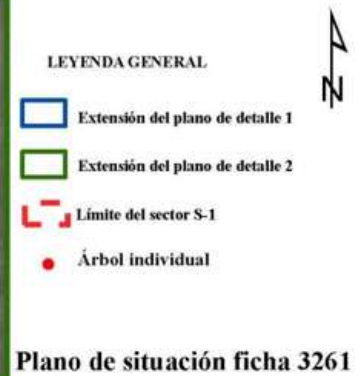 N
LEYENDA GENERAL
Extensión del plano de detalle 1
Extensión del plano de detalle 2
Límite del sector S-1
Árbol individual
Plano de situación ficha 3261